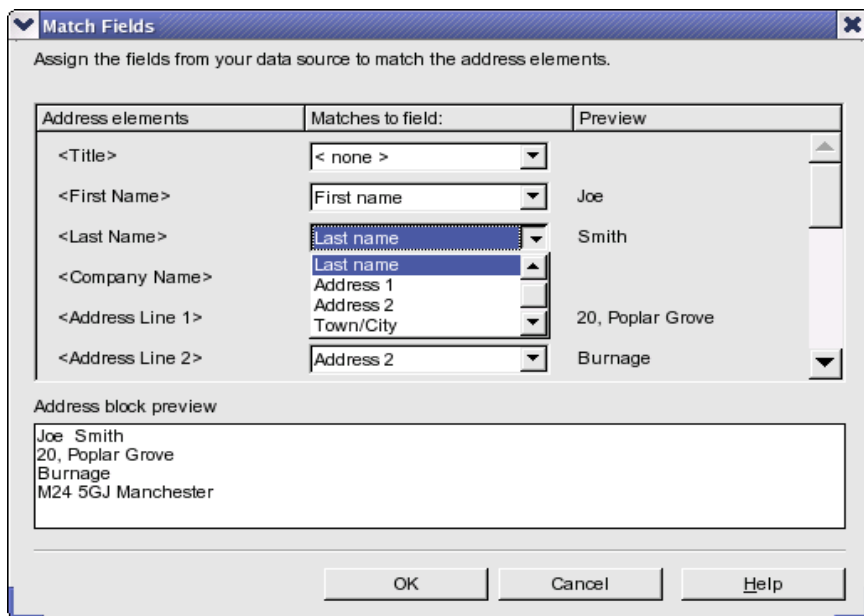 Match Fields
Assign the fields from your data source to match the address elements.
Address elements Matches to field: Preview
<Title> < none >
<First Name> First name Joe
<Last Name> Last name Smith
Last name
<Company Name>
Address 1
Address 2
<Address Line 1> Town/City 20, Poplar Grove
<Address Line 2> Address 2 Burnage
Address block preview
Joe Smith
20, Poplar Grove
Burnage
M24 5GJ Manchester
OK Cancel Help